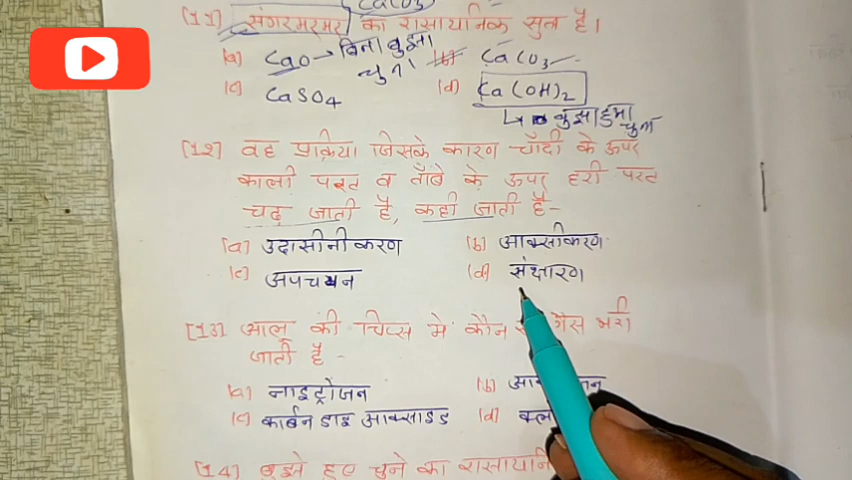 CaCO3
[11] संगमरमर का रासायनिक सुत्र है।
(a) CaO → बिना बुझा चुना (b) CaCO3
(c) CaSO4 (d) Ca(OH)2
↳ बुझा हुआ चुना
[12] वह प्रक्रिया जिसके कारण चाँदी के ऊपर
काली परत व ताँबे के ऊपर हरी परत
चढ़ जाती है, कही जाती है-
(a) उदासीनीकरण (b) आक्सीकरण
(c) अपचयन (d) संक्षारण
[13] आलू की चिप्स मे कौन गैस भरी
जाती है -
(a) नाइट्रोजन (b)
(c) कार्बन डाइ आक्साइड (d)
[14] बुझे हुए चुने का